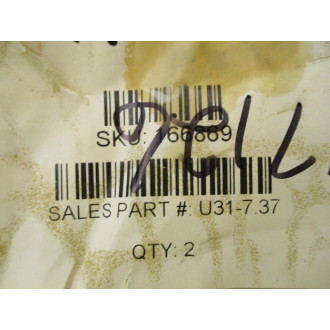 SKU: 166869
SALES PART #: U31-7.37
QTY: 2